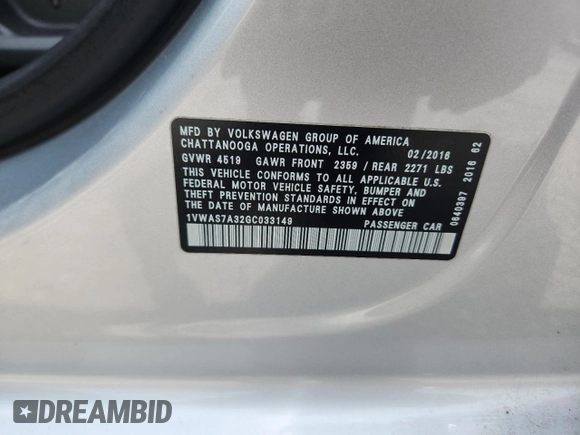 MFD BY VOLKSWAGEN GROUP OF AMERICA
CHATTANOOGA OPERATIONS, LLC. 02/2016
GVWR 4519 GAWR FRONT 2359 / REAR 2271 LBS
THIS VEHICLE CONFORMS TO ALL APPLICABLE U.S.
FEDERAL MOTOR VEHICLE SAFETY, BUMPER AND
THEFT PREVENTION STANDARDS IN EFFECT ON
THE DATE OF MANUFACTURE SHOWN ABOVE.
1VWAS7A32GC033149 PASSENGER CAR
0640397 2016 62
DREAMBID